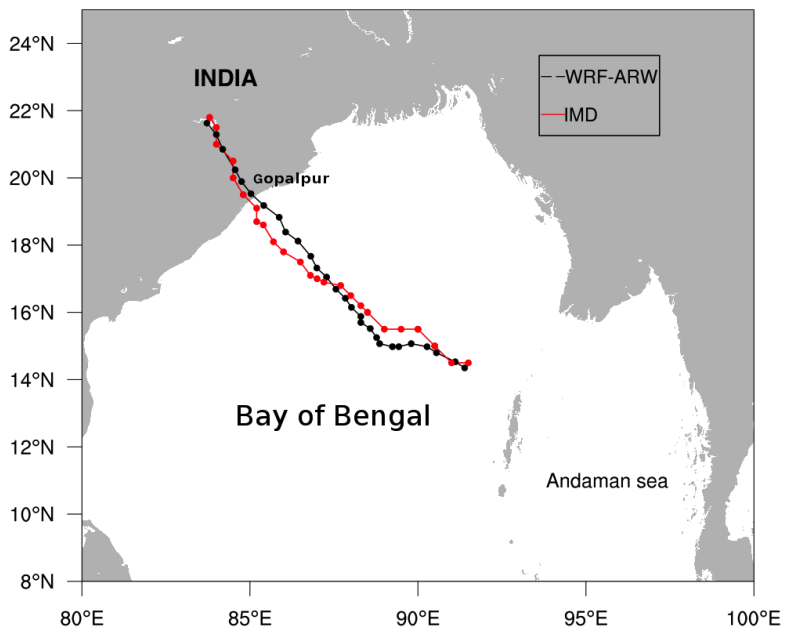 24°N
INDIA
WRF-ARW
IMD
22°N
20°N
Gopalpur
18°N
16°N
14°N
Bay of Bengal
12°N
Andaman sea
10°N
8°N
80°E 85°E 90°E 95°E 100°E